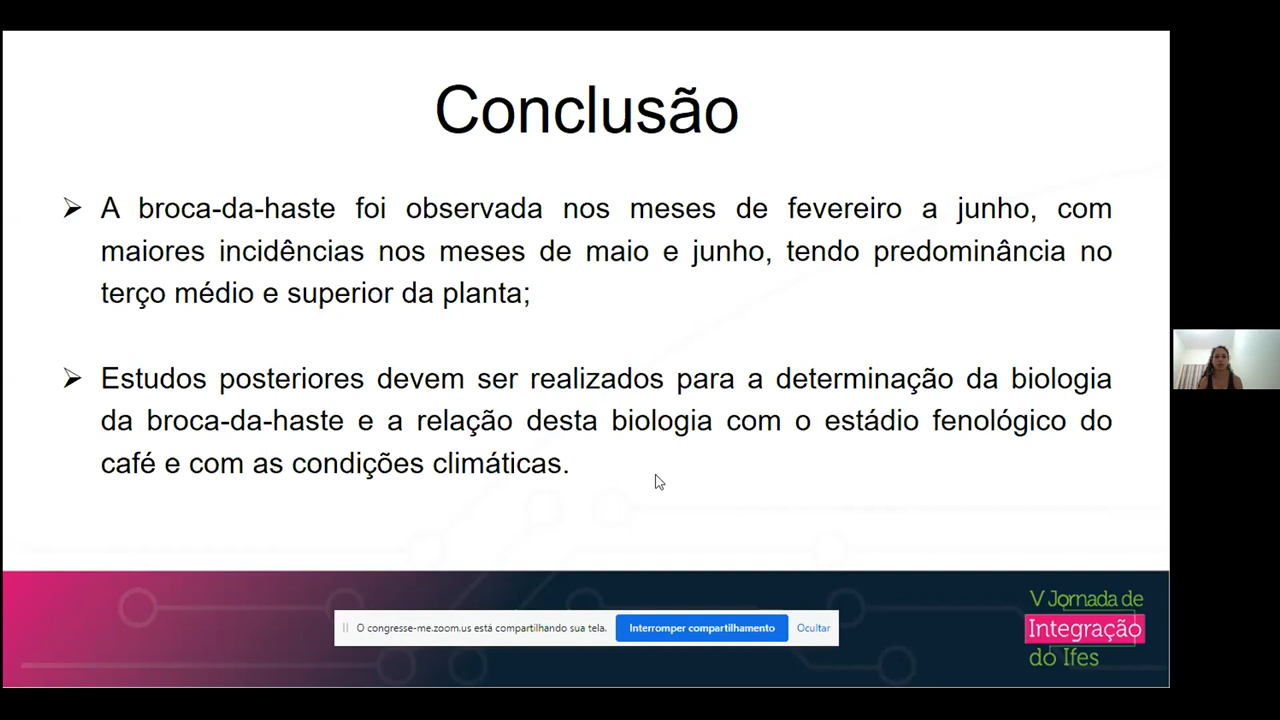 Conclusão
➢ A broca-da-haste foi observada nos meses de fevereiro a junho, com
maiores incidências nos meses de maio e junho, tendo predominância no
terço médio e superior da planta;
➢ Estudos posteriores devem ser realizados para a determinação da biologia
da broca-da-haste e a relação desta biologia com o estádio fenológico do
café e com as condições climáticas.
O congresse-me.zoom.us está compartilhando sua tela. Interromper compartilhamento Ocultar
V Jornada de
Integração
do Ifes